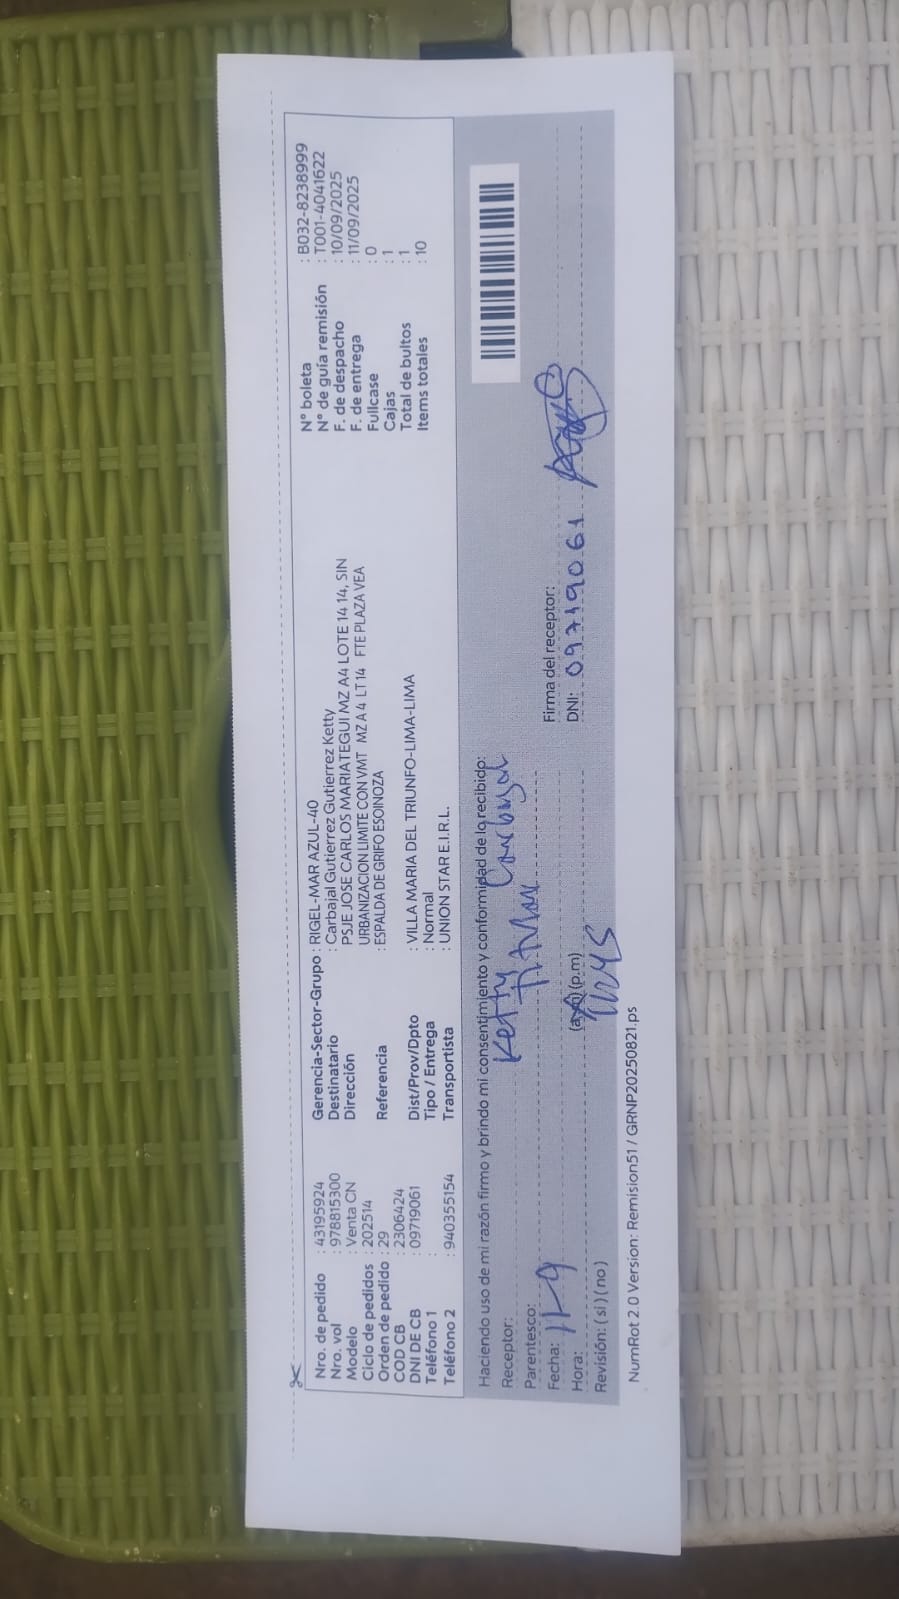 Nro. de pedido : 43195924
Nro. vol : 978815300
Modelo : Venta CN
Ciclo de pedidos : 202514
Orden de pedido : 29
COD CB : 2306424
DNI DE CB : 09719061
Teléfono 1 :
Teléfono 2 : 940355154
Gerencia-Sector-Grupo : RIGEL-MAR AZUL-40
Destinatario : Carbajal Gutierrez Gutierrez Ketty
Dirección PSJE JOSE CARLOS MARIATEGUI MZ A4 LOTE 14 14, SIN
URBANIZACION LIMITE CON VMT MZ A 4 LT 14 FTE PLAZA VEA
Referencia : ESPALDA DE GRIFO ESOINOZA
Dist/Prov/Dpto : VILLA MARIA DEL TRIUNFO-LIMA-LIMA
Tipo / Entrega : Normal
Transportista : UNION STAR E.I.R.L.
N° boleta : B032-8238999
N° de guía remisión : T001-4041622
F. de despacho : 10/09/2025
F. de entrega : 11/09/2025
Fullcase : 0
Cajas : 1
Total de bultos : 1
Items totales : 10
Haciendo uso de mi razón firmo y brindo mi consentimiento y conformidad de lo recibido:
Receptor: Ketty Carbajal
Parentesco: Titular
Fecha: 11-9
Hora: (a.m) (p.m)
Revisión: ( si ) ( no )
Firma del receptor:
DNI: 09719061
NumRot 2.0 Version: Remision51 / GRNP20250821.ps